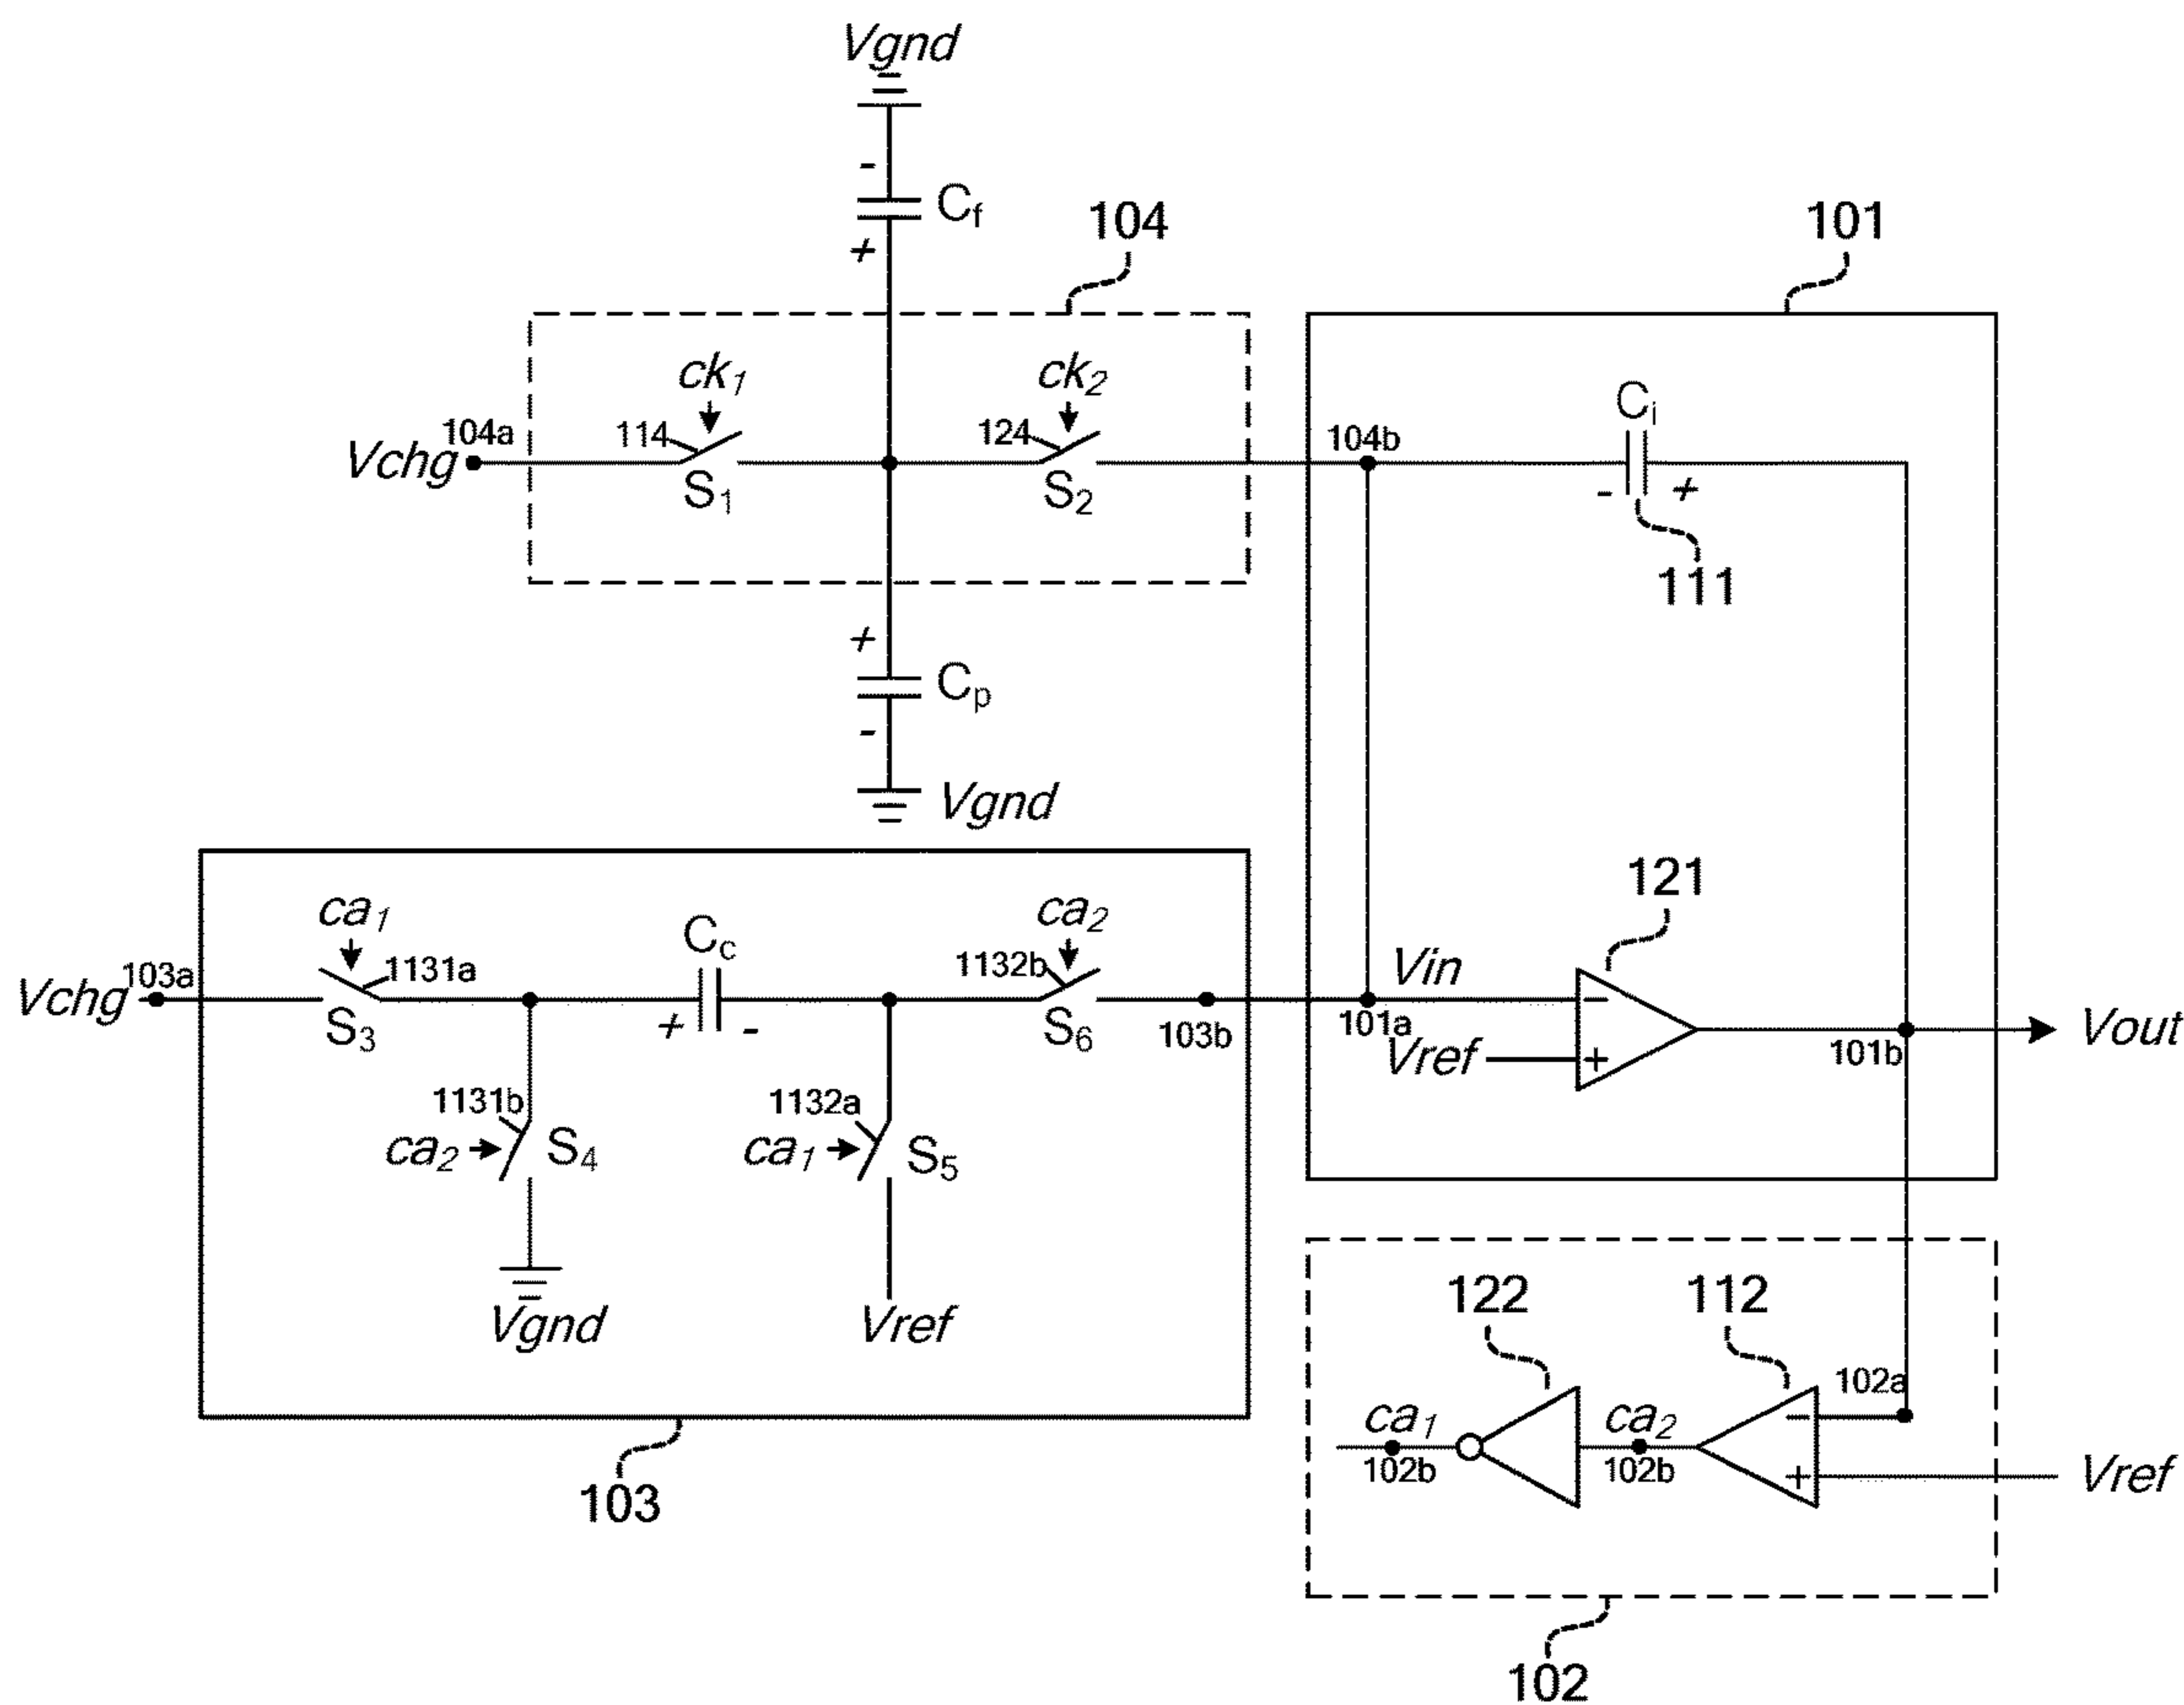 Vgnd
-
Cf
+
104
101
ck1
ck2
Ci
Vchg
104a
114
S1
124
S2
104b
- +
111
+
Cp
-
Vgnd
121
ca1
Cc
ca2
Vchg
103a
1131a
S3
+ -
1132b
S6
103b
Vin
101a
Vref
-
+
101b
Vout
1131b
ca2
S4
1132a
ca1
S5
Vgnd
Vref
122
112
102a
ca1
102b
ca2
102b
-
+
Vref
103
102